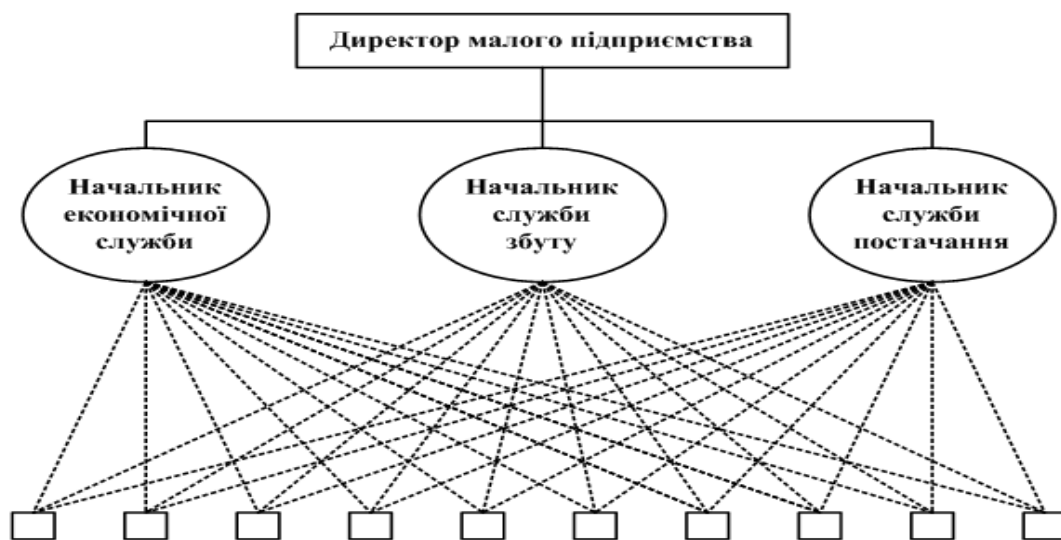 Директор малого підприємства
Начальник
економічної
служби
Начальник
служби
збуту
Начальник
служби
постачання